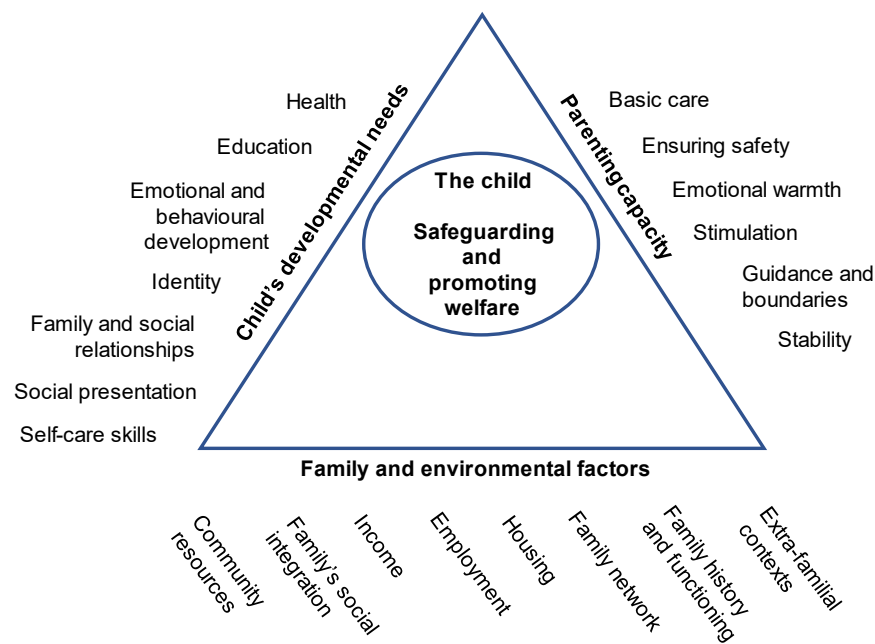 Health
Education
Emotional and
behavioural
development
Identity
Family and social
relationships
Social presentation
Self-care skills
Child's developmental needs
The child
Safeguarding
and
promoting
welfare
Parenting capacity
Basic care
Ensuring safety
Emotional warmth
Stimulation
Guidance and
boundaries
Stability
Family and environmental factors
Community
resources
Family's social
integration
Income
Employment
Housing
Family network
Family history
and functioning
Extra-familial
contexts